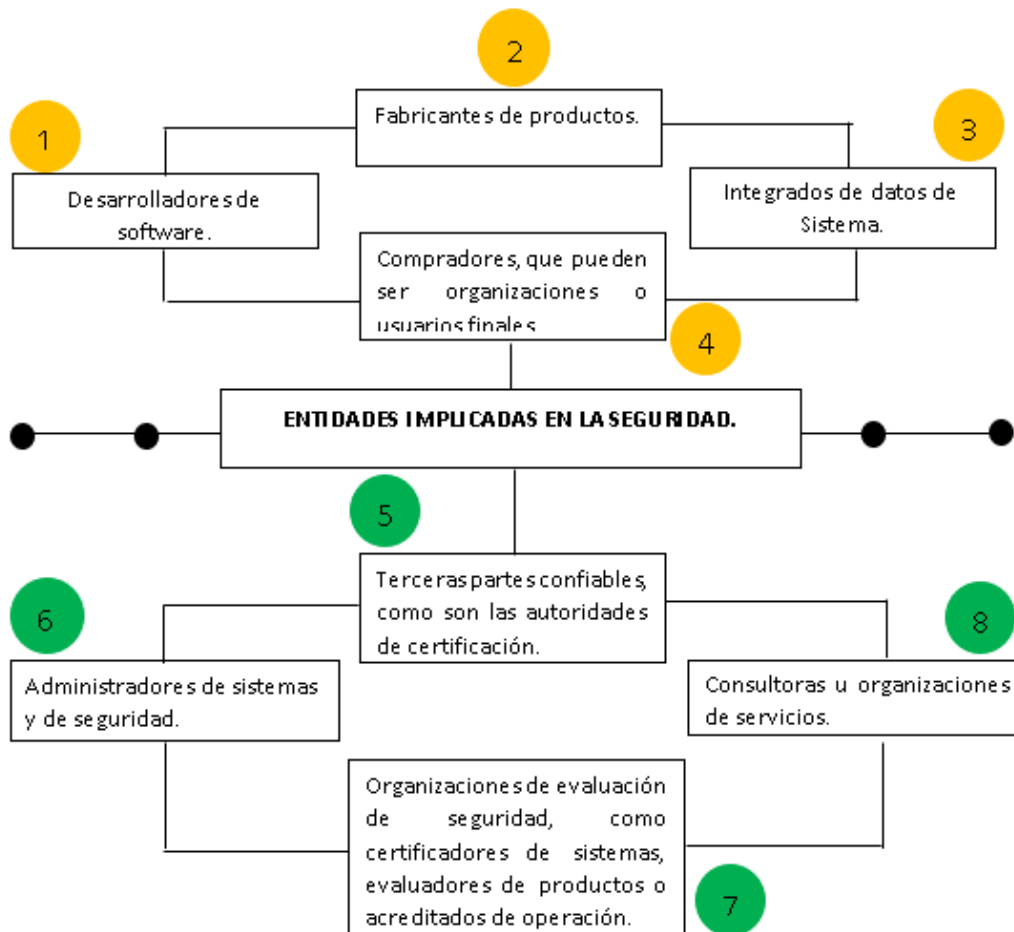 2
Fabricantes de productos.
1
3
Desarrolladores de
software.
Integrados de datos de
Sistema.
Compradores, que pueden
ser organizaciones o
usuarios finales
4
ENTIDADES IMPLICADAS EN LA SEGURIDAD.
5
Terceras partes confiables,
como son las autoridades
de certificación.
6
8
Administradores de sistemas
y de seguridad.
Consultoras u organizaciones
de servicios.
Organizaciones de evaluación
de seguridad, como
certificadores de sistemas,
evaluadores de productos o
acreditados de operación.
7